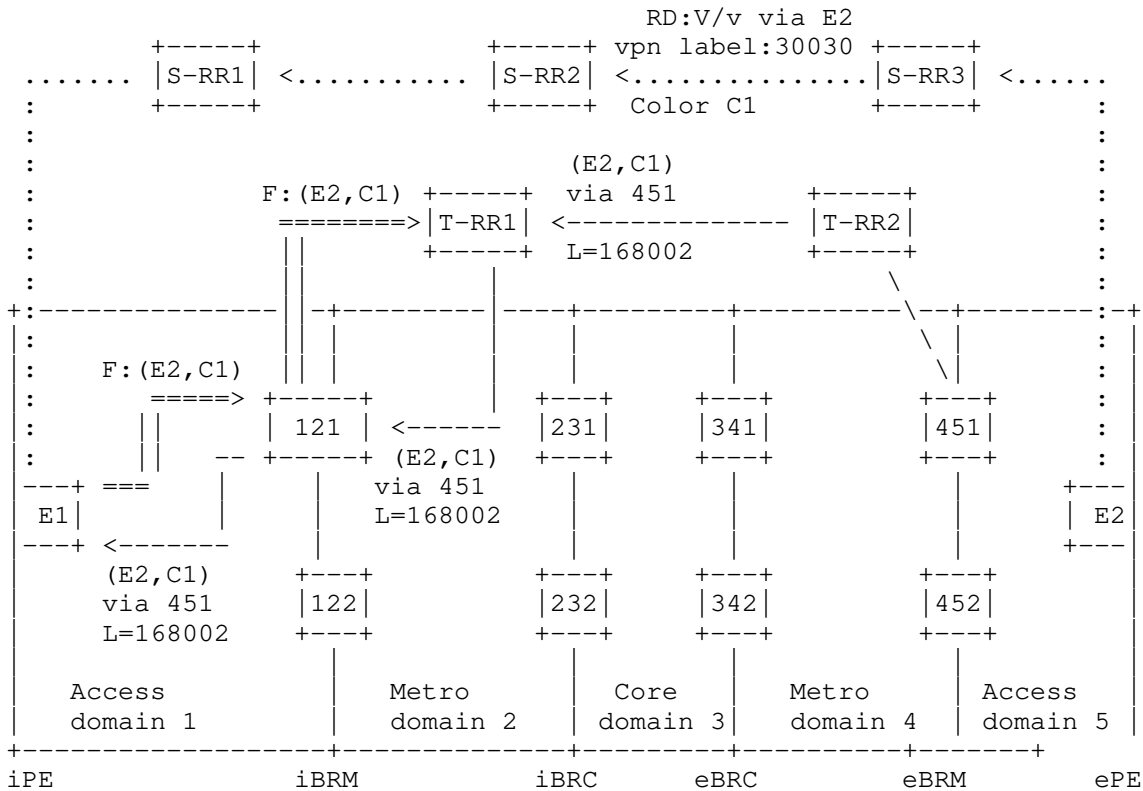 RD:V/v via E2
vpn label:30030
S-RR1 S-RR2 S-RR3
Color C1
(E2,C1)
F:(E2,C1) via 451
T-RR1 T-RR2
L=168002
F:(E2,C1)
121 231 341 451
(E2,C1)
via 451
E1 L=168002 E2
(E2,C1)
via 451 122 232 342 452
L=168002
Access Metro Core Metro Access
domain 1 domain 2 domain 3 domain 4 domain 5
iPE iBRM iBRC eBRC eBRM ePE